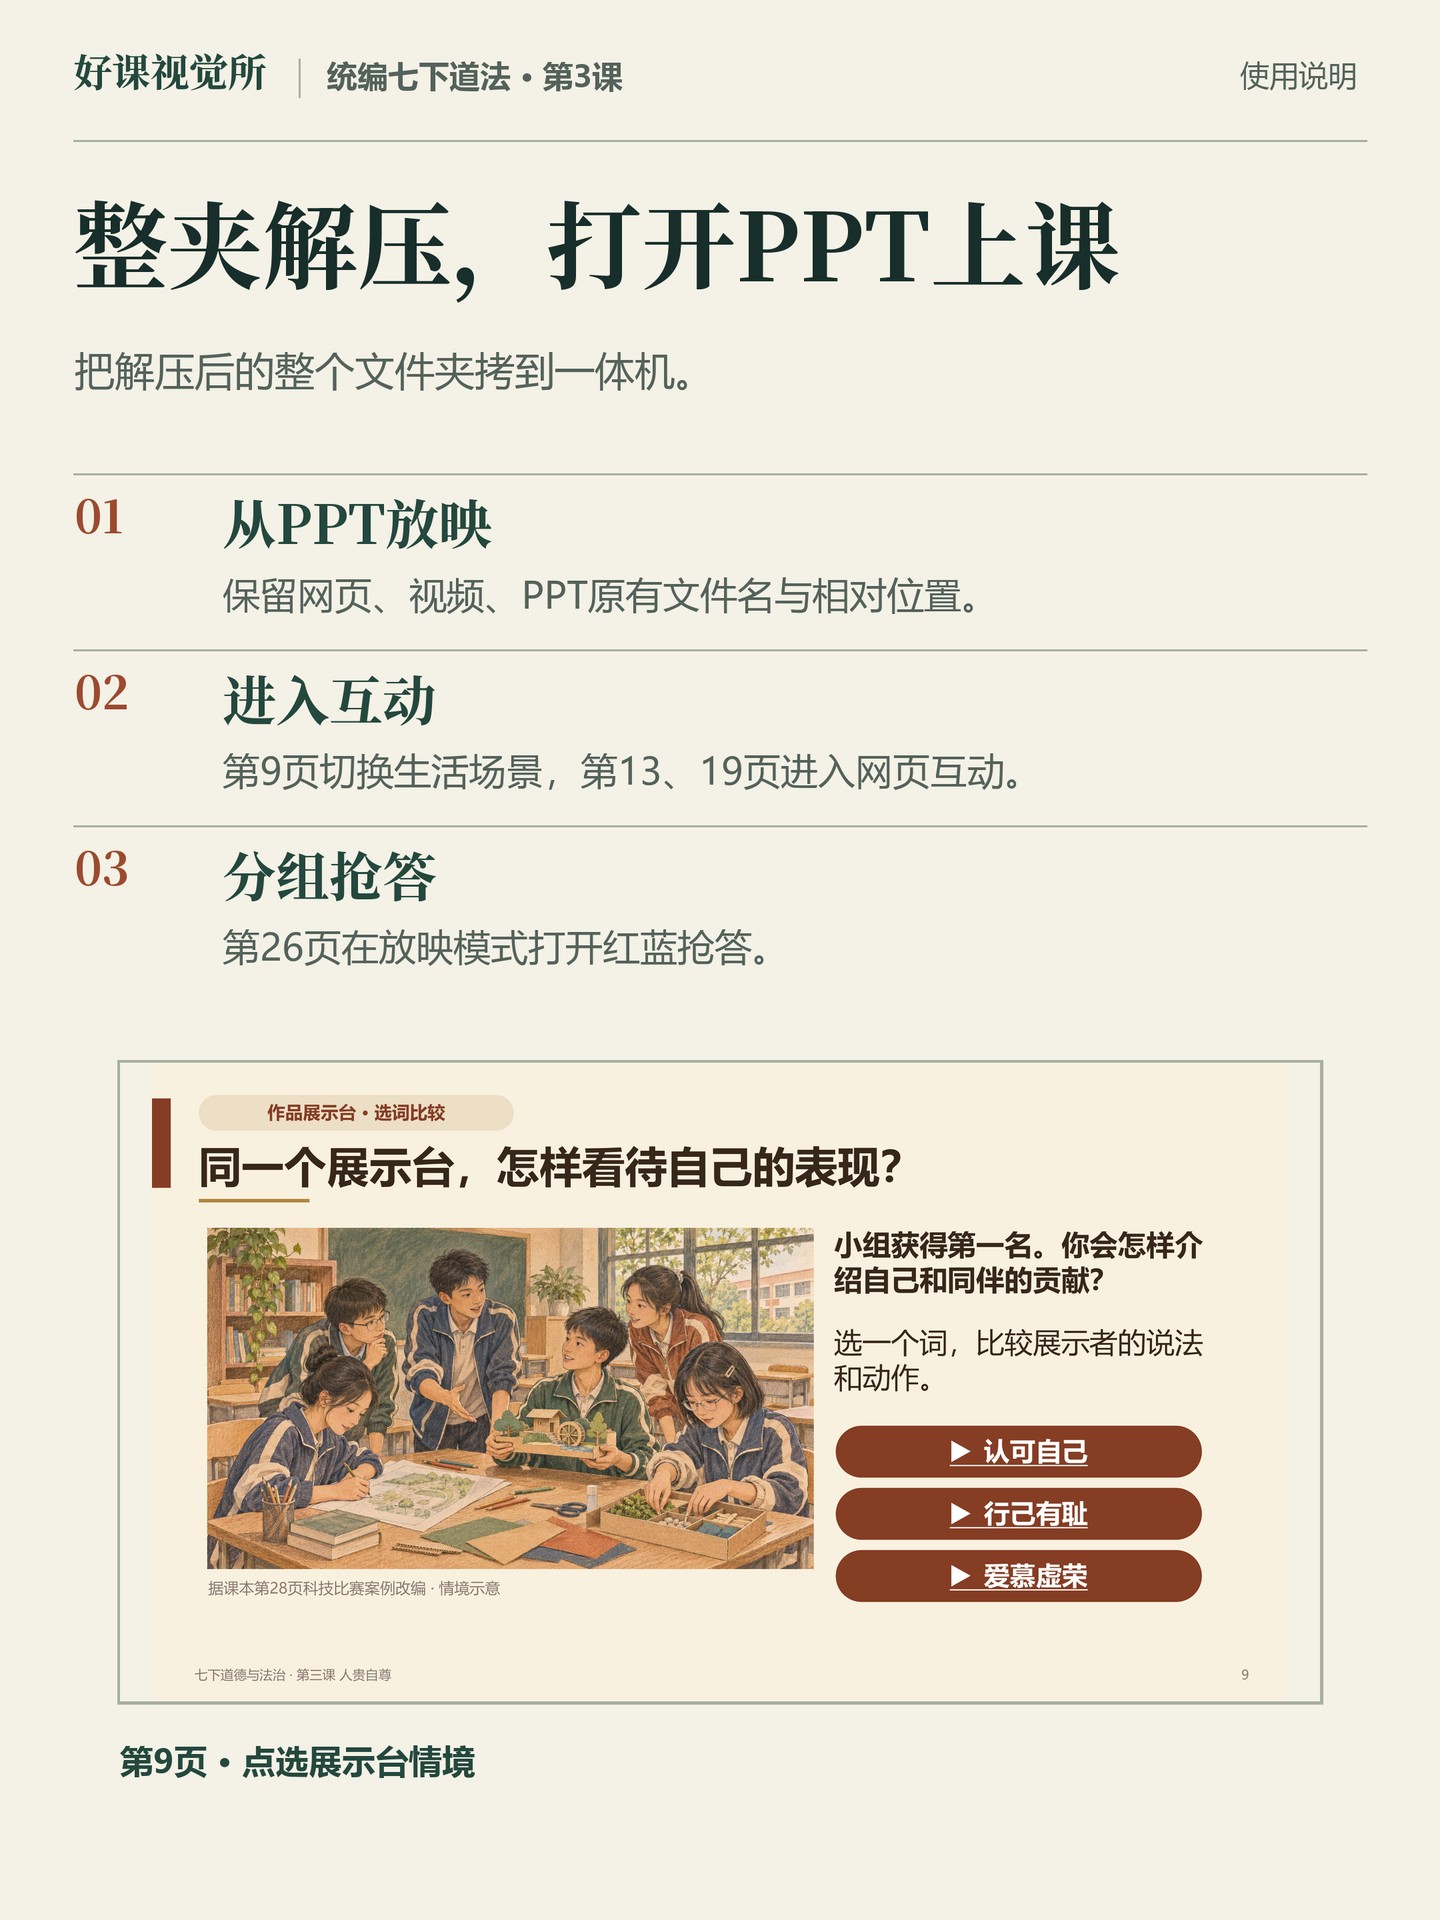 好课视觉所
统编七下道法·第3课
使用说明
整夹解压，打开PPT上课
把解压后的整个文件夹拷到一体机。
01
从PPT放映
保留网页、视频、PPT原有文件名与相对位置。
02
进入互动
第9页切换生活场景，第13、19页进入网页互动。
03
分组抢答
第26页在放映模式打开红蓝抢答。
作品展示台·选词比较
同一个展示台，怎样看待自己的表现？
小组获得第一名。你会怎样介
绍自己和同伴的贡献？
选一个词，比较展示者的说法
和动作。
▶ 认可自己
▶ 行己有耻
▶ 爱慕虚荣
据课本第28页科技比赛案例改编·情境示意
七下道德与法治·第三课 人贵自尊
9
第9页·点选展示台情境